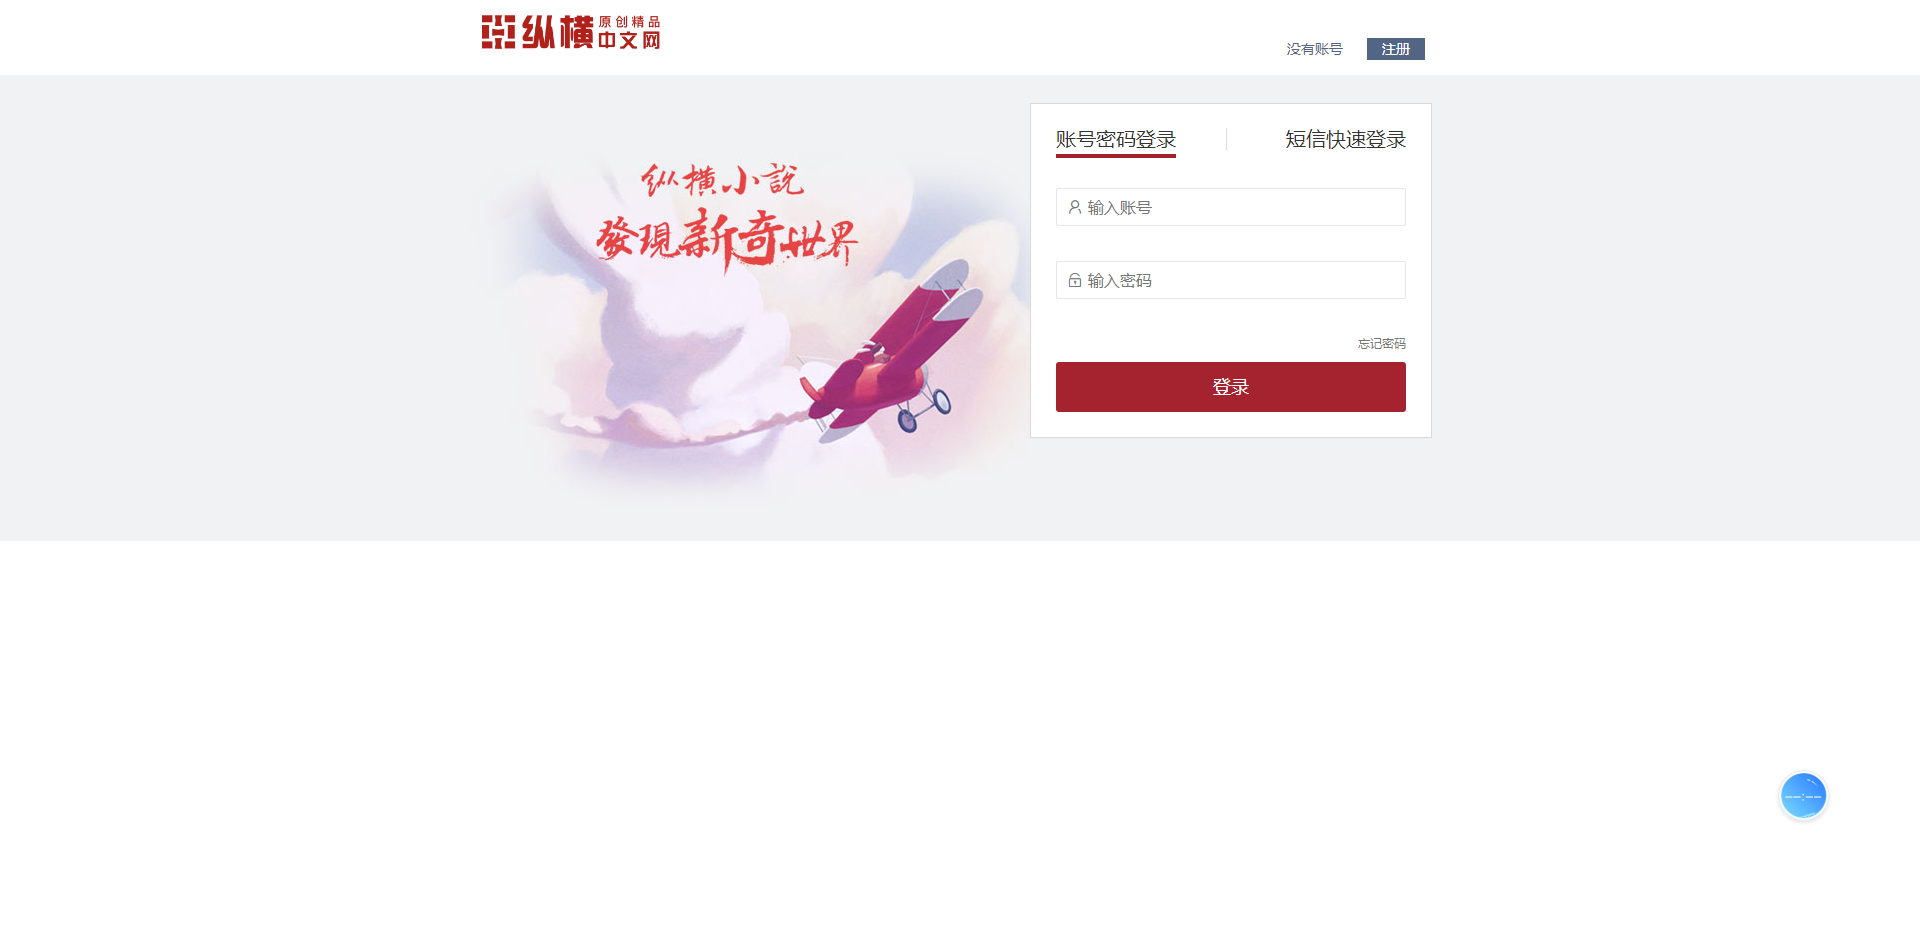 纵横
原创精品
中文网
没有账号
注册
纵横小說
發現新奇世界
账号密码登录
短信快速登录
输入账号
输入密码
忘记密码
登录
--:--